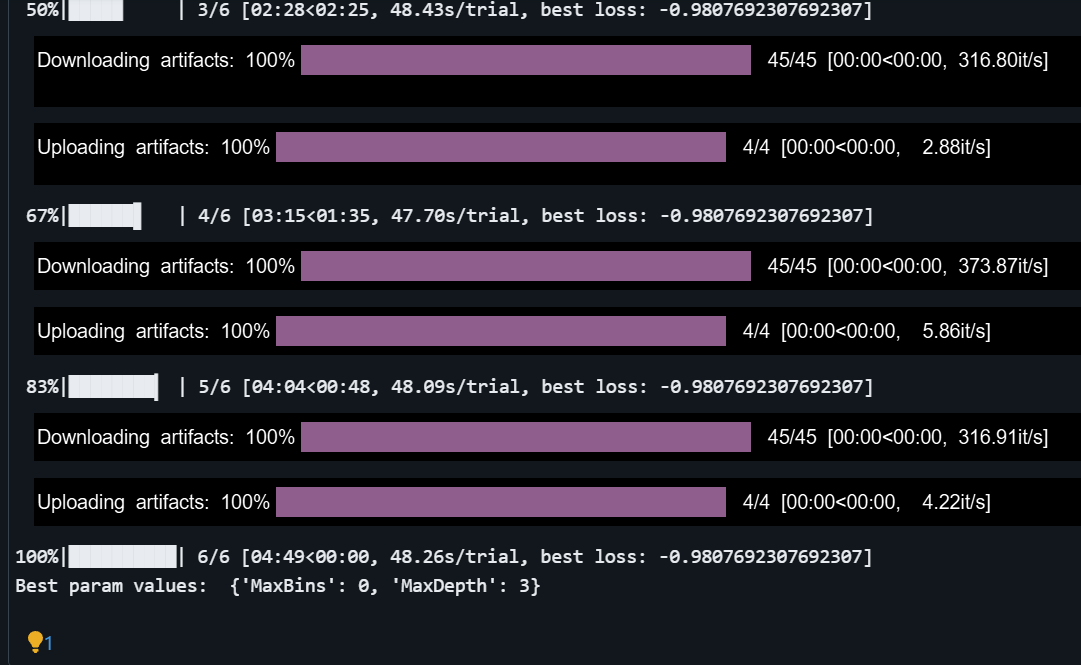 50%|█████     | 3/6 [02:28<02:25, 48.43s/trial, best loss: -0.9807692307692307]
Downloading artifacts: 100% 45/45 [00:00<00:00, 316.80it/s]
Uploading artifacts: 100% 4/4 [00:00<00:00, 2.88it/s]
67%|██████▋   | 4/6 [03:15<01:35, 47.70s/trial, best loss: -0.9807692307692307]
Downloading artifacts: 100% 45/45 [00:00<00:00, 373.87it/s]
Uploading artifacts: 100% 4/4 [00:00<00:00, 5.86it/s]
83%|████████▎ | 5/6 [04:04<00:48, 48.09s/trial, best loss: -0.9807692307692307]
Downloading artifacts: 100% 45/45 [00:00<00:00, 316.91it/s]
Uploading artifacts: 100% 4/4 [00:00<00:00, 4.22it/s]
100%|██████████| 6/6 [04:49<00:00, 48.26s/trial, best loss: -0.9807692307692307]
Best param values:  {'MaxBins': 0, 'MaxDepth': 3}
1